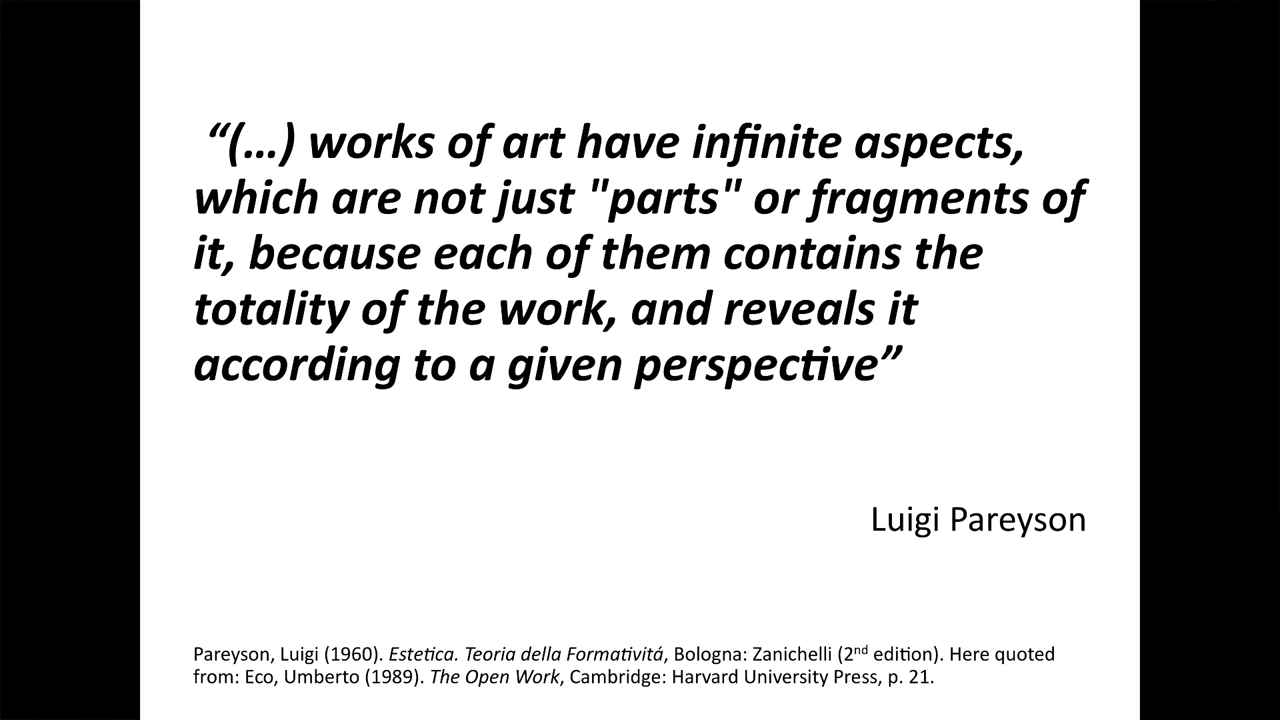 “(…) works of art have infinite aspects,
which are not just "parts" or fragments of
it, because each of them contains the
totality of the work, and reveals it
according to a given perspective”
Luigi Pareyson
Pareyson, Luigi (1960). Estetica. Teoria della Formativitá, Bologna: Zanichelli (2nd edition). Here quoted
from: Eco, Umberto (1989). The Open Work, Cambridge: Harvard University Press, p. 21.